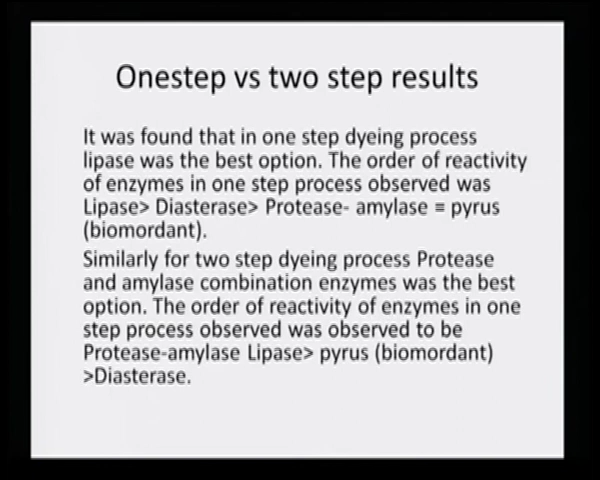 Onestep vs two step results
It was found that in one step dyeing process
lipase was the best option. The order of reactivity
of enzymes in one step process observed was
Lipase> Diasterase> Protease- amylase ≡ pyrus
(biomordant).
Similarly for two step dyeing process Protease
and amylase combination enzymes was the best
option. The order of reactivity of enzymes in one
step process observed was observed to be
Protease-amylase Lipase> pyrus (biomordant)
>Diasterase.